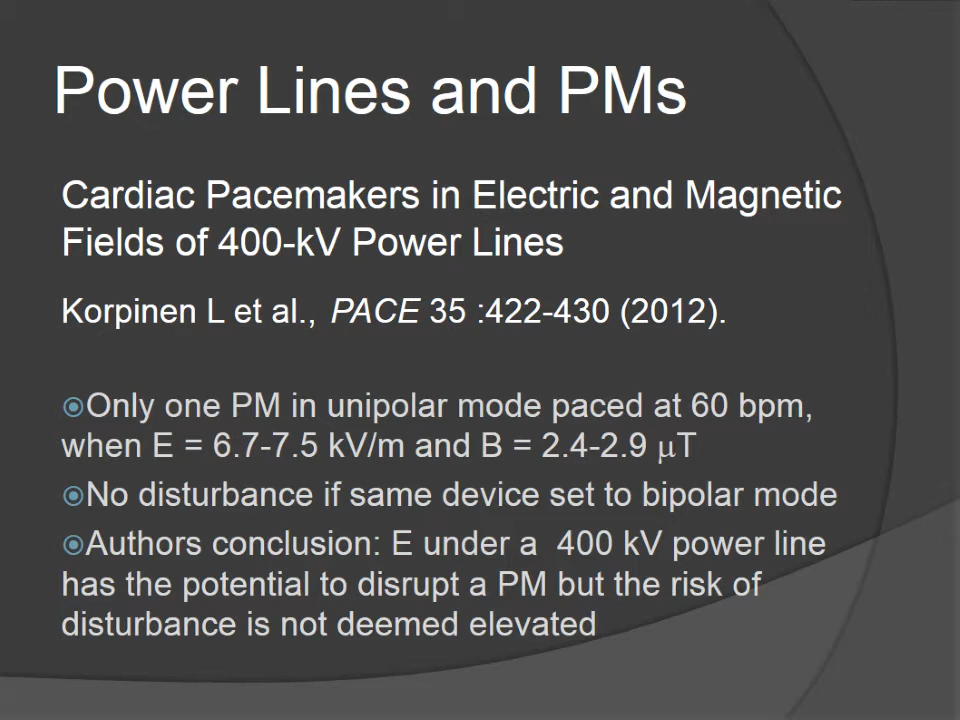 Power Lines and PMs
Cardiac Pacemakers in Electric and Magnetic
Fields of 400-kV Power Lines
Korpinen L et al., PACE 35 :422-430 (2012).
Only one PM in unipolar mode paced at 60 bpm,
when E = 6.7-7.5 kV/m and B = 2.4-2.9 μT
No disturbance if same device set to bipolar mode
Authors conclusion: E under a 400 kV power line
has the potential to disrupt a PM but the risk of
disturbance is not deemed elevated